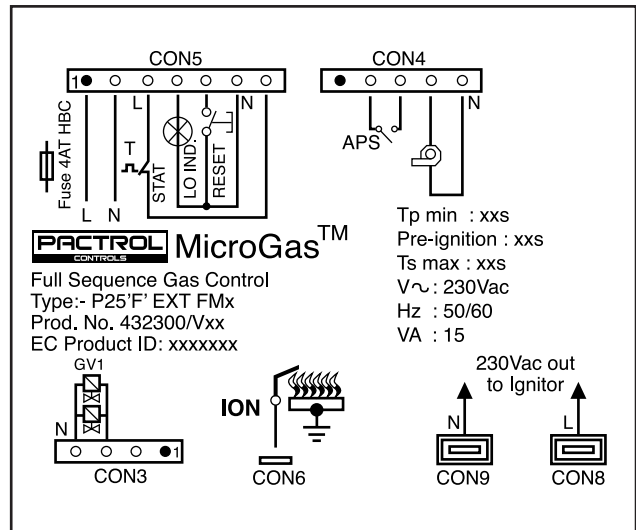 CON5 CON4
1 L N N
Fuse 4AT HBC
L N
T
STAT
LO IND.
RESET
APS
PACTROL
CONTROLS
MicroGas™
Full Sequence Gas Control
Type:- P25'F' EXT FMx
Prod. No. 432300/Vxx
EC Product ID: xxxxxxx
Tp min : xxs
Pre-ignition : xxs
Ts max : xxs
V∿ : 230Vac
Hz : 50/60
VA : 15
GV1
N 1
CON3
ION
CON6
230Vac out
to Ignitor
N L
CON9 CON8